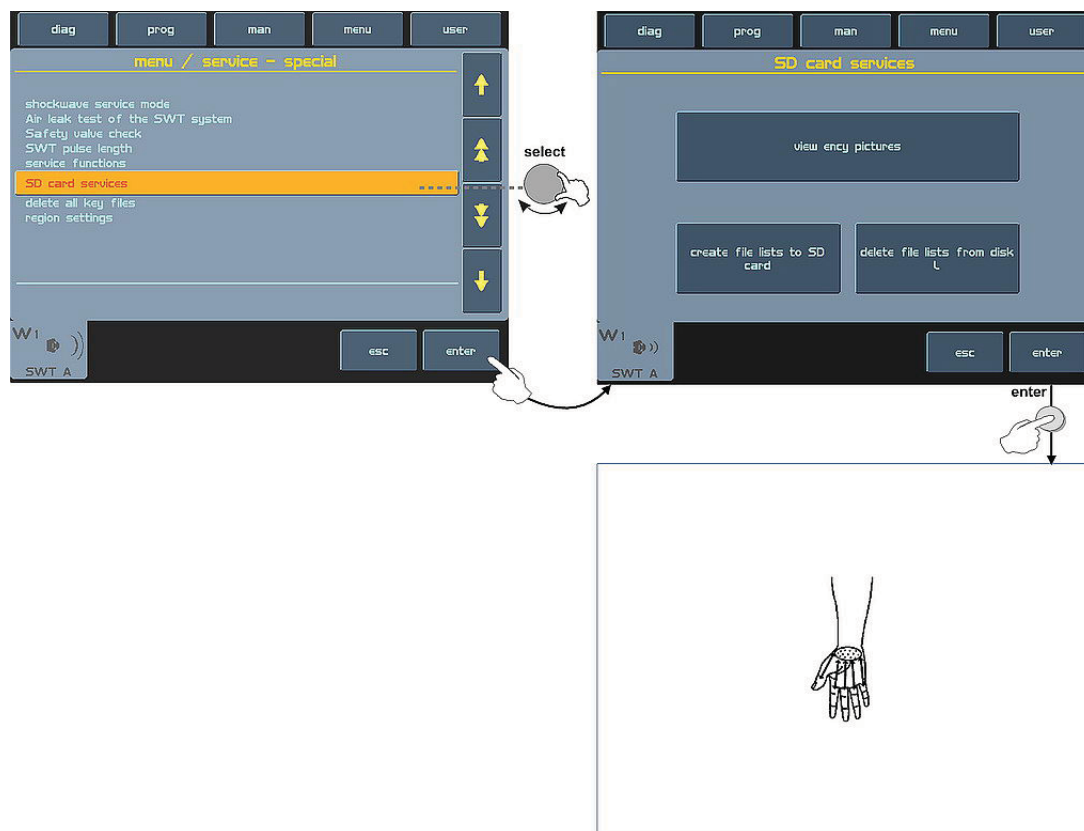 diag prog man menu user
menu / service - special
shockwave service mode
Air leak test of the SWT system
Safety valve check
SWT pulse length
service functions
SD card services
delete all key files
region settings
W1
SWT A
esc enter
select
diag prog man menu user
SD card services
view ency pictures
create file lists to SD
card
delete file lists from disk
L
W1
SWT A
esc enter
enter